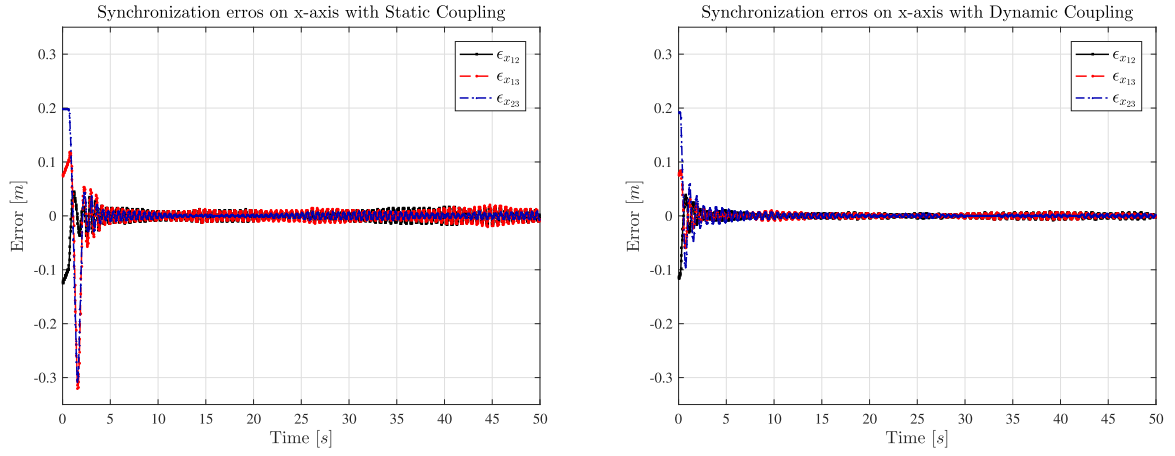 Synchronization erros on x-axis with Static Coupling
0.3
0.2
0.1
0
-0.1
-0.2
-0.3
Error [m]
ϵx12
ϵx13
ϵx23
0 5 10 15 20 25 30 35 40 45 50
Time [s]
Synchronization erros on x-axis with Dynamic Coupling
0.3
0.2
0.1
0
-0.1
-0.2
-0.3
Error [m]
ϵx12
ϵx13
ϵx23
0 5 10 15 20 25 30 35 40 45 50
Time [s]